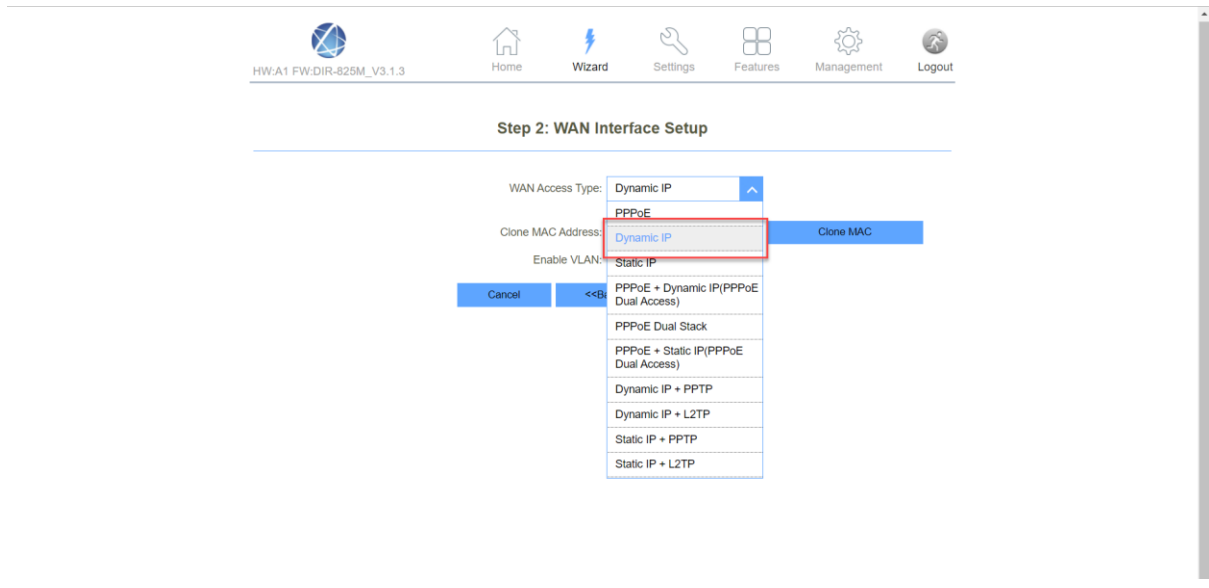 HW:A1 FW:DIR-825M_V3.1.3
Home
Wizard
Settings
Features
Management
Logout
Step 2: WAN Interface Setup
WAN Access Type:
Dynamic IP
PPPoE
Clone MAC Address:
Dynamic IP
Clone MAC
Enable VLAN:
Static IP
Cancel
<<Ba
PPPoE + Dynamic IP(PPPoE
Dual Access)
PPPoE Dual Stack
PPPoE + Static IP(PPPoE
Dual Access)
Dynamic IP + PPTP
Dynamic IP + L2TP
Static IP + PPTP
Static IP + L2TP